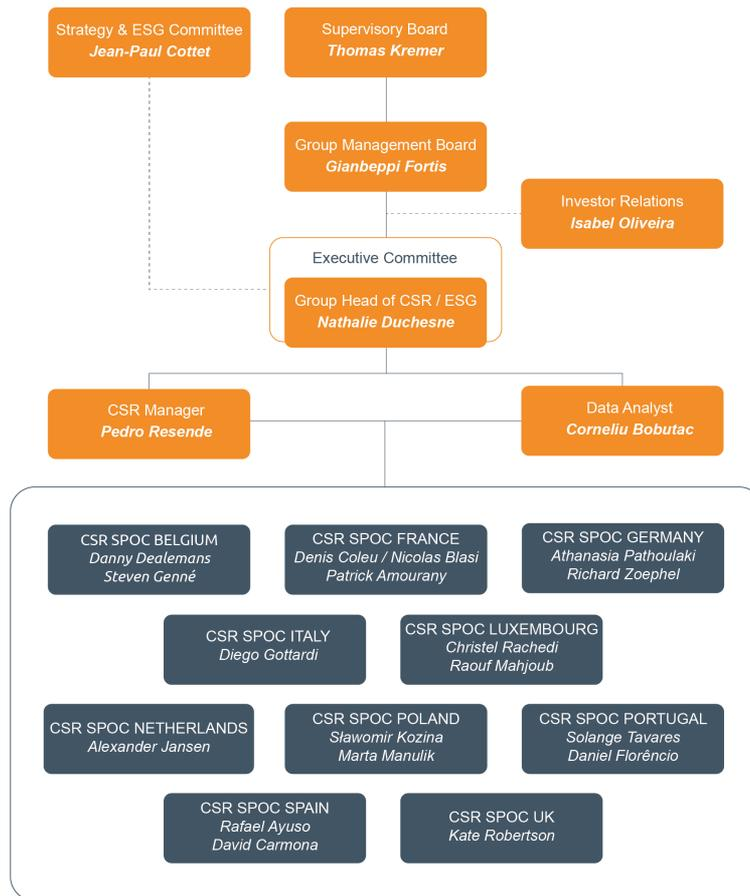 Strategy & ESG Committee
Jean-Paul Cottet
Supervisory Board
Thomas Kremer
Group Management Board
Gianbeppi Fortis
Investor Relations
Isabel Oliveira
Executive Committee
Group Head of CSR / ESG
Nathalie Duchesne
CSR Manager
Pedro Resende
Data Analyst
Corneliu Bobutac
CSR SPOC BELGIUM
Danny Dealemans
Steven Genné
CSR SPOC FRANCE
Denis Coleu / Nicolas Blasi
Patrick Amourany
CSR SPOC GERMANY
Athanasia Pathoulaki
Richard Zoephel
CSR SPOC ITALY
Diego Gottardi
CSR SPOC LUXEMBOURG
Christel Rachedi
Raouf Mahjoub
CSR SPOC NETHERLANDS
Alexander Jansen
CSR SPOC POLAND
Sławomir Kozina
Marta Manulik
CSR SPOC PORTUGAL
Solange Tavares
Daniel Florêncio
CSR SPOC SPAIN
Rafael Ayuso
David Carmona
CSR SPOC UK
Kate Robertson